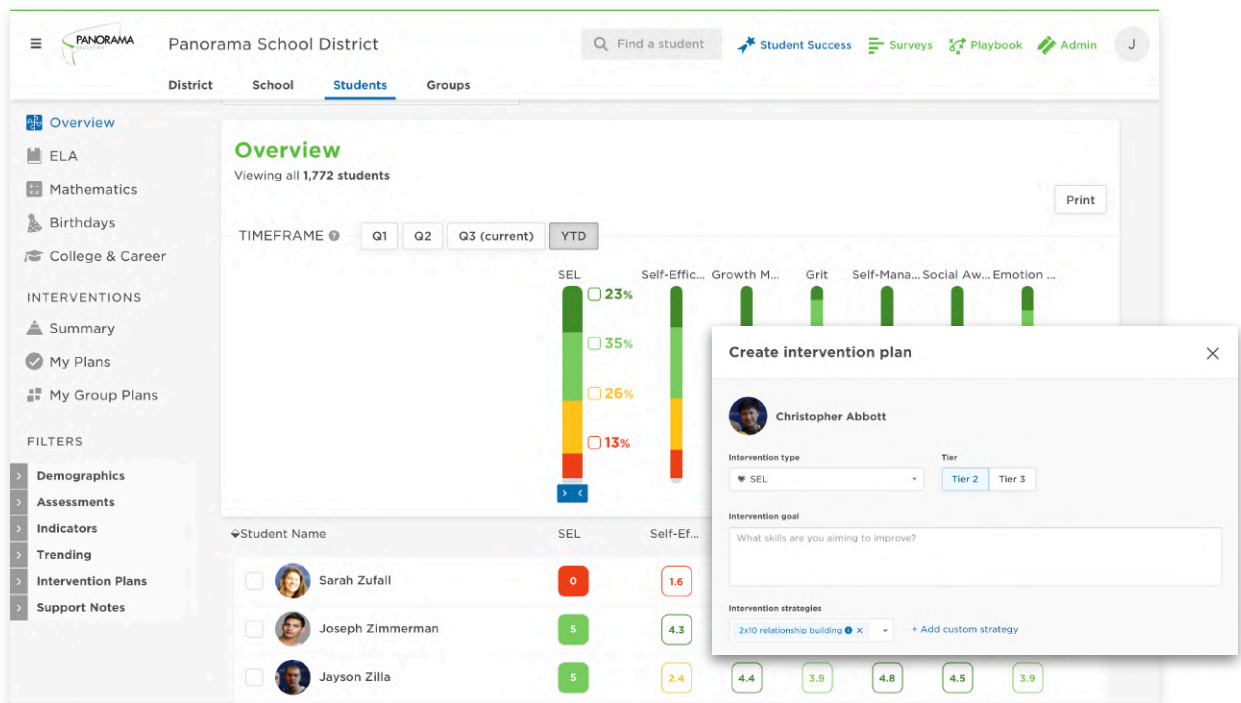 PANORAMA
EDUCATION
Panorama School District
Find a student
Student Success
Surveys
Playbook
Admin
J
District School Students Groups
Overview
ELA
Mathematics
Birthdays
College & Career
INTERVENTIONS
Summary
My Plans
My Group Plans
FILTERS
Demographics
Assessments
Indicators
Trending
Intervention Plans
Support Notes
Overview
Viewing all 1,772 students
Print
TIMEFRAME
Q1 Q2 Q3 (current) YTD
SEL Self-Effic... Growth M... Grit Self-Mana... Social Aw... Emotion ...
23%
35%
26%
13%
Student Name SEL Self-Ef...
Sarah Zufall 0 1.6
Joseph Zimmerman 5 4.3
Jayson Zilla 5 2.4 4.4 3.9 4.8 4.5 3.9
Create intervention plan
Christopher Abbott
Intervention type Tier
SEL Tier 2 Tier 3
Intervention goal
What skills are you aiming to improve?
Intervention strategies
2x10 relationship building + Add custom strategy